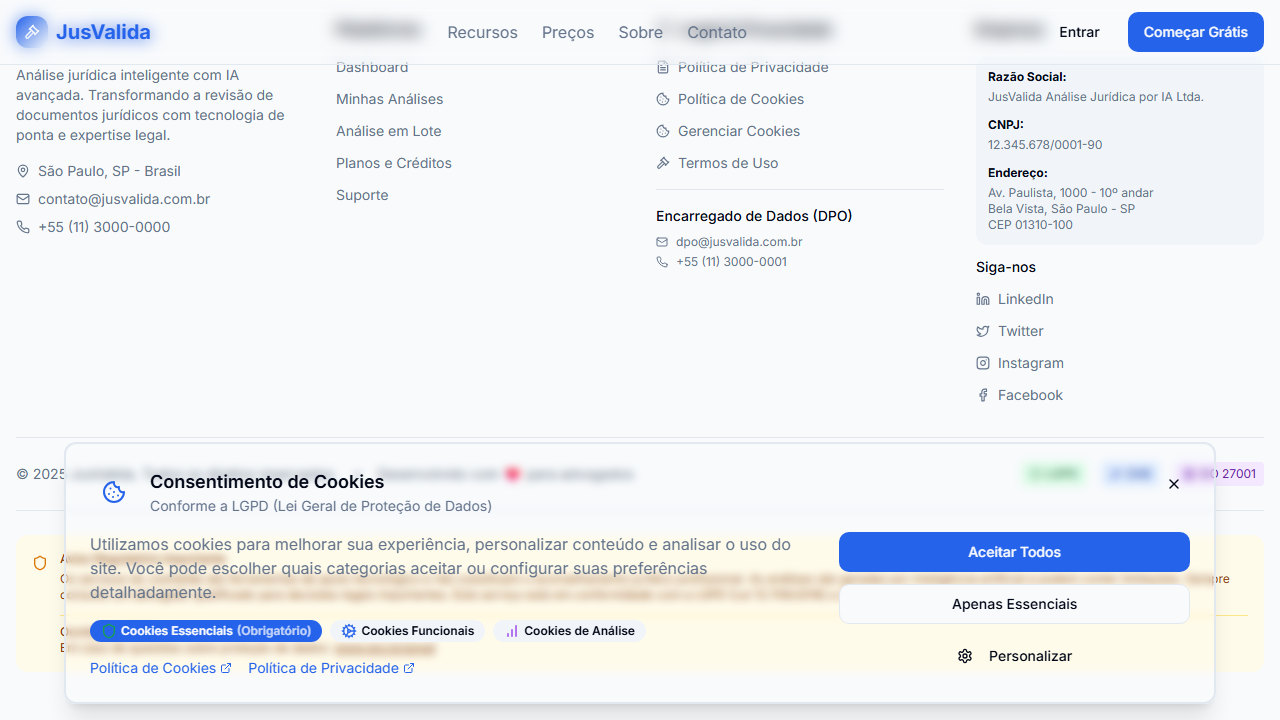 JusValida
Recursos
Preços
Sobre
Contato
Entrar
Começar Grátis
Análise jurídica inteligente com IA
avançada. Transformando a revisão de
documentos jurídicos com tecnologia de
ponta e expertise legal.
São Paulo, SP - Brasil
contato@jusvalida.com.br
+55 (11) 3000-0000
Dashboard
Minhas Análises
Análise em Lote
Planos e Créditos
Suporte
Política de Privacidade
Política de Cookies
Gerenciar Cookies
Termos de Uso
Encarregado de Dados (DPO)
dpo@jusvalida.com.br
+55 (11) 3000-0001
Razão Social:
JusValida Análise Jurídica por IA Ltda.
CNPJ:
12.345.678/0001-90
Endereço:
Av. Paulista, 1000 - 10º andar
Bela Vista, São Paulo - SP
CEP 01310-100
Siga-nos
LinkedIn
Twitter
Instagram
Facebook
© 2025
27001
Consentimento de Cookies
Conforme a LGPD (Lei Geral de Proteção de Dados)
Utilizamos cookies para melhorar sua experiência, personalizar conteúdo e analisar o uso do
site. Você pode escolher quais categorias aceitar ou configurar suas preferências
detalhadamente.
Cookies Essenciais (Obrigatório)
Cookies Funcionais
Cookies de Análise
Política de Cookies
Política de Privacidade
Aceitar Todos
Apenas Essenciais
Personalizar